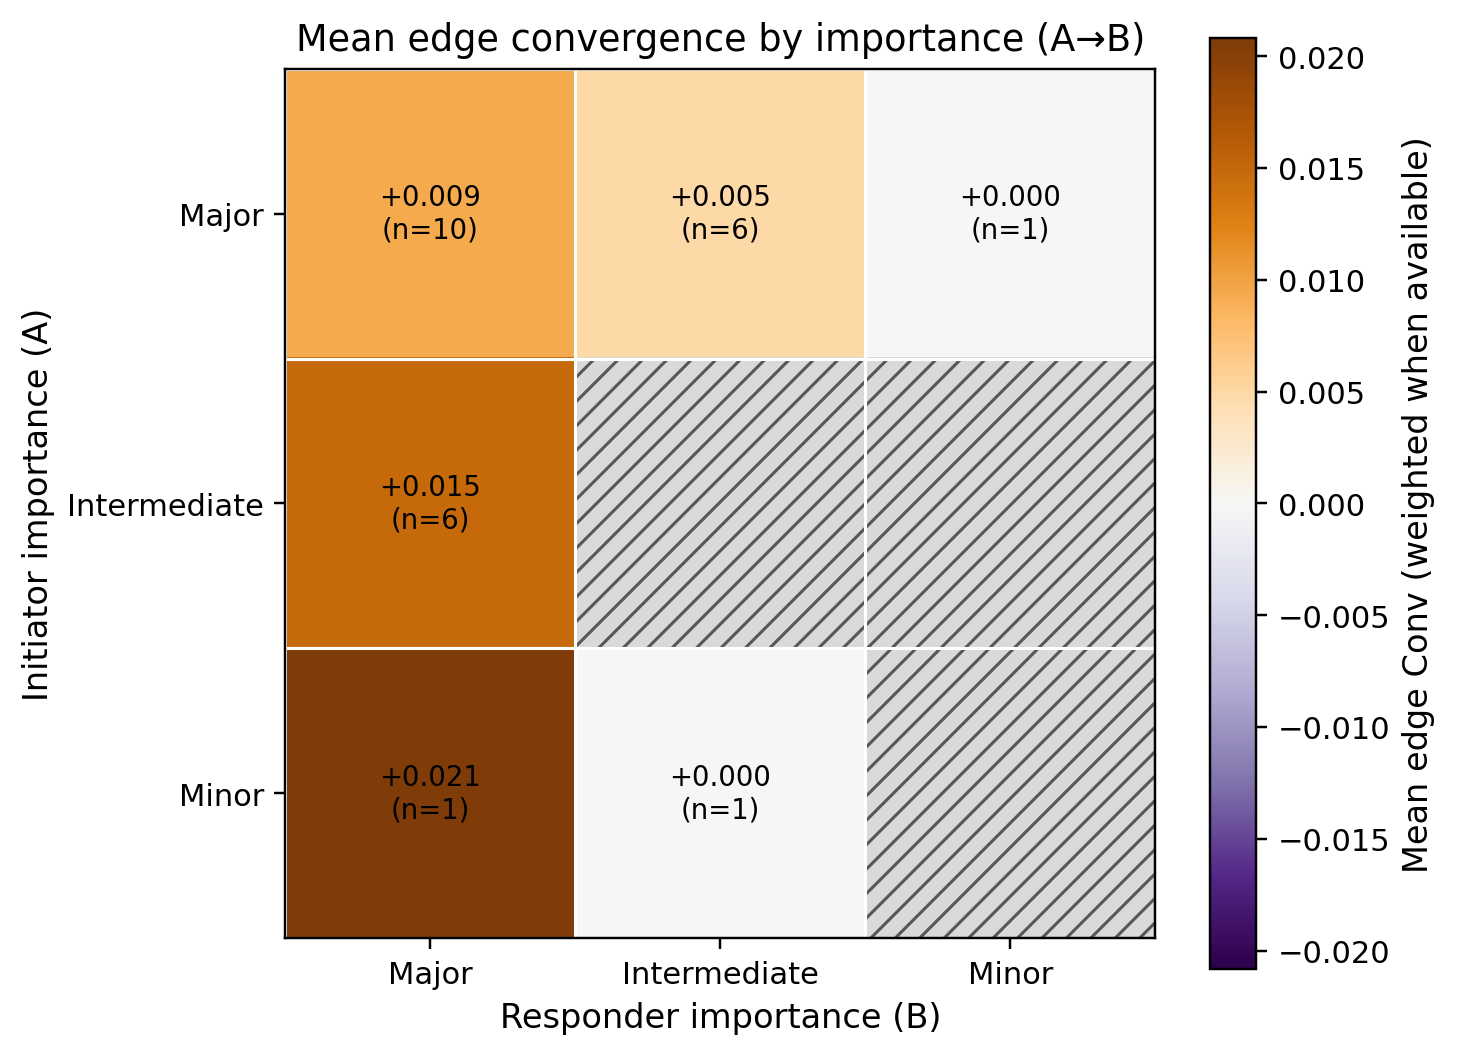 Mean edge convergence by importance (A→B)
Initiator importance (A)
Major
Intermediate
Minor
+0.009
(n=10)
+0.005
(n=6)
+0.000
(n=1)
+0.015
(n=6)
+0.021
(n=1)
+0.000
(n=1)
Major
Intermediate
Minor
Responder importance (B)
0.020
0.015
0.010
0.005
0.000
−0.005
−0.010
−0.015
−0.020
Mean edge Conv (weighted when available)